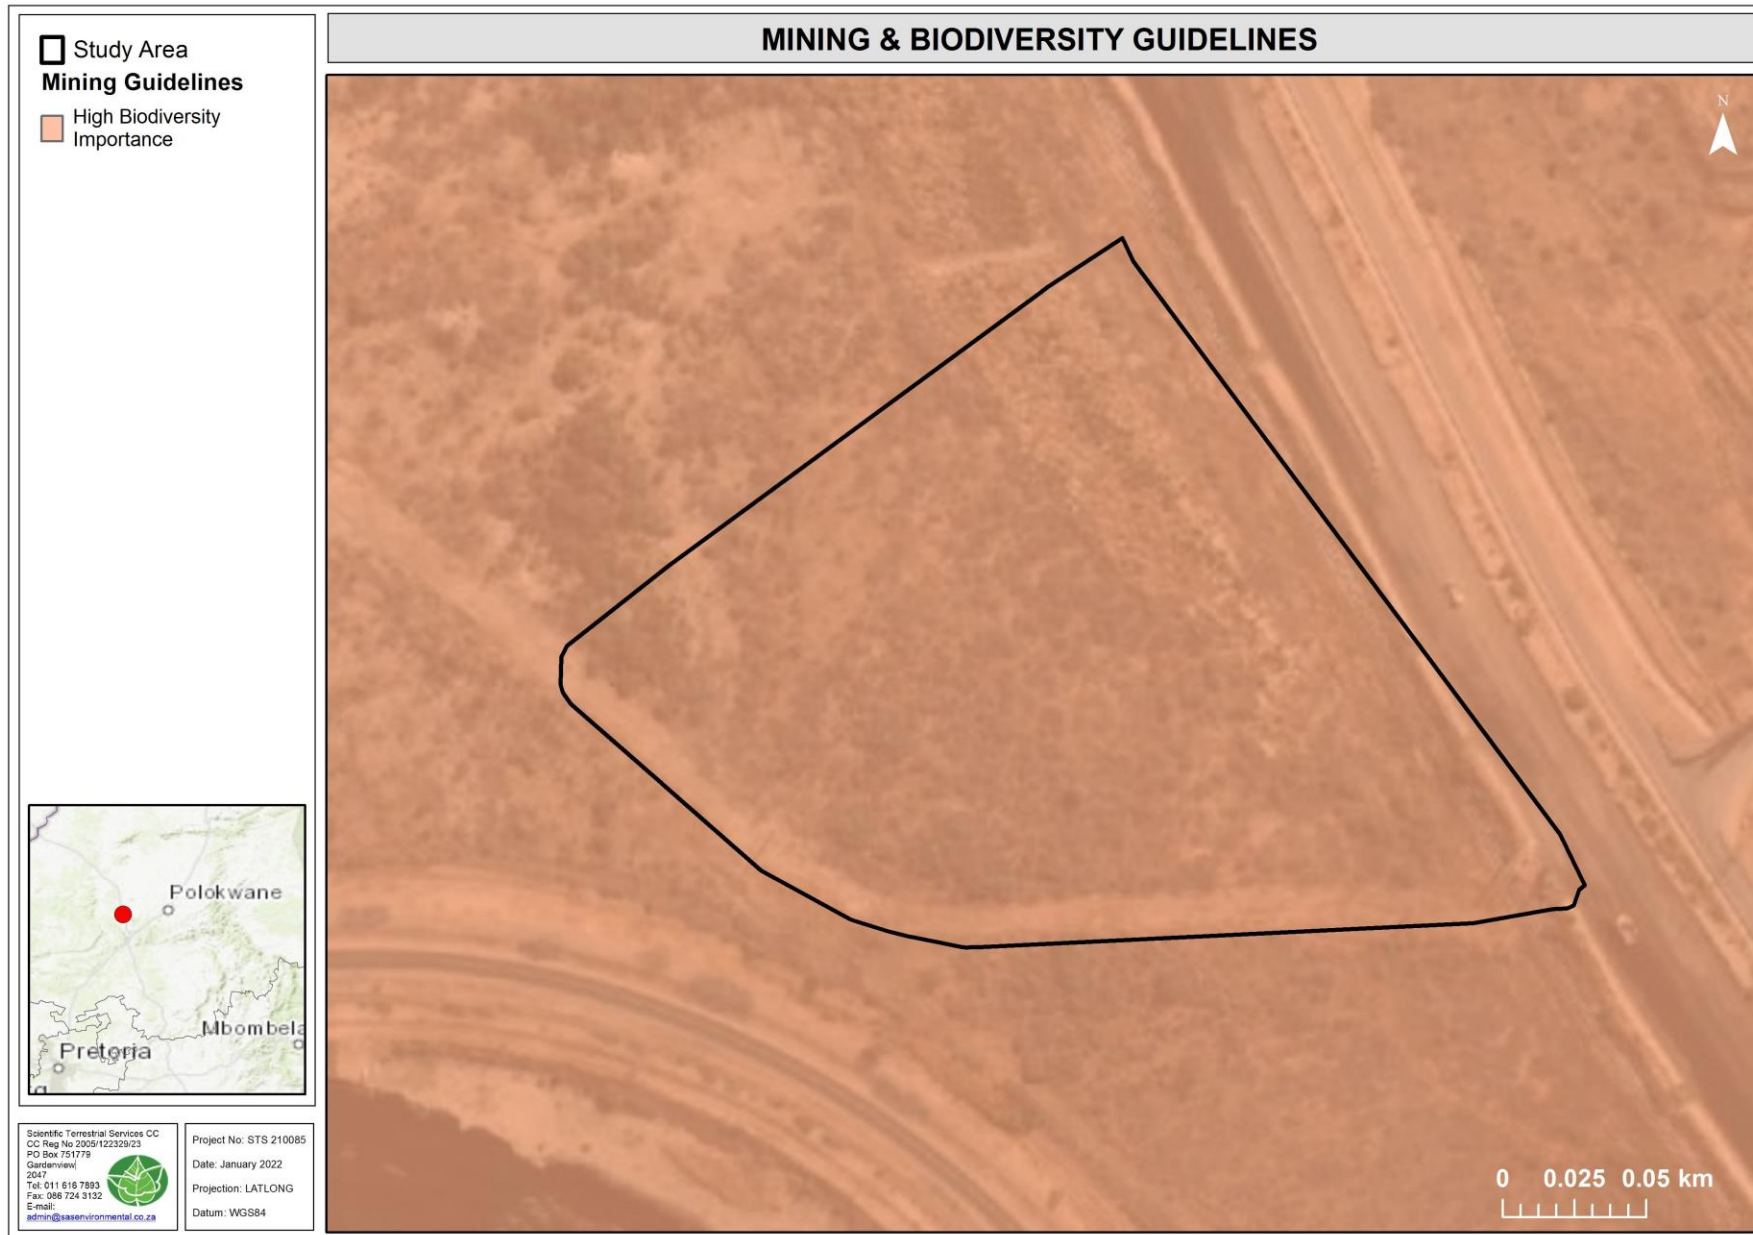 MINING & BIODIVERSITY GUIDELINES
Study Area
Mining Guidelines
High Biodiversity
Importance
N
Polokwane
Mbombela
Pretoria
Scientific Terrestrial Services CC
CC Reg No 2005/122329/23
PO Box 751779
Gardenview
2047
Tel: 011 616 7893
Fax: 086 724 3132
E-mail:
admin@sasenvironmental.co.za
Project No: STS 210085
Date: January 2022
Projection: LATLONG
Datum: WGS84
0 0.025 0.05 km